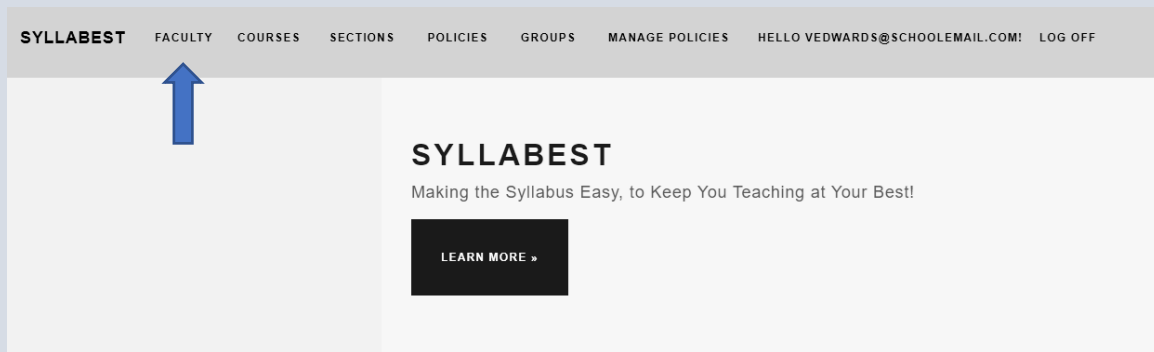 SYLLABEST FACULTY COURSES SECTIONS POLICIES GROUPS MANAGE POLICIES HELLO VEDWARDS@SCHOOLEMAIL.COM! LOG OFF
SYLLABEST
Making the Syllabus Easy, to Keep You Teaching at Your Best!
LEARN MORE »